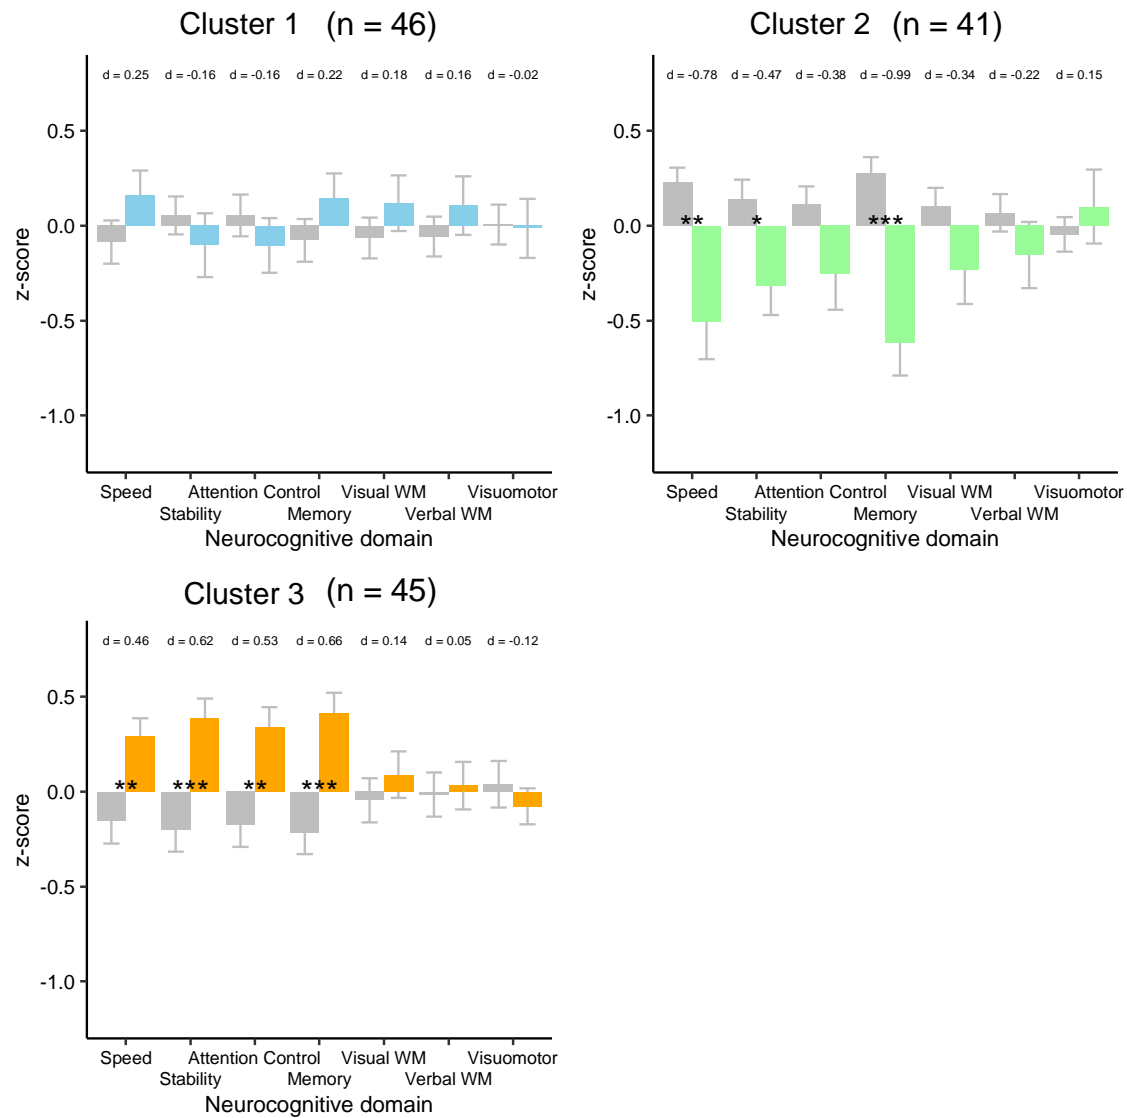 Cluster 1 (n = 46)
d = 0.25 d = -0.16 d = -0.16 d = 0.22 d = 0.18 d = 0.16 d = -0.02
0.5
0.0
-0.5
-1.0
z-score
Speed Attention Control Visual WM Visuomotor
Stability Memory Verbal WM
Neurocognitive domain
Cluster 2 (n = 41)
d = -0.78 d = -0.47 d = -0.38 d = -0.99 d = -0.34 d = -0.22 d = 0.15
0.5
0.0
-0.5
-1.0
z-score
** * ***
Speed Attention Control Visual WM Visuomotor
Stability Memory Verbal WM
Neurocognitive domain
Cluster 3 (n = 45)
d = 0.46 d = 0.62 d = 0.53 d = 0.66 d = 0.14 d = 0.05 d = -0.12
0.5
0.0
-0.5
-1.0
z-score
** *** ** ***
Speed Attention Control Visual WM Visuomotor
Stability Memory Verbal WM
Neurocognitive domain